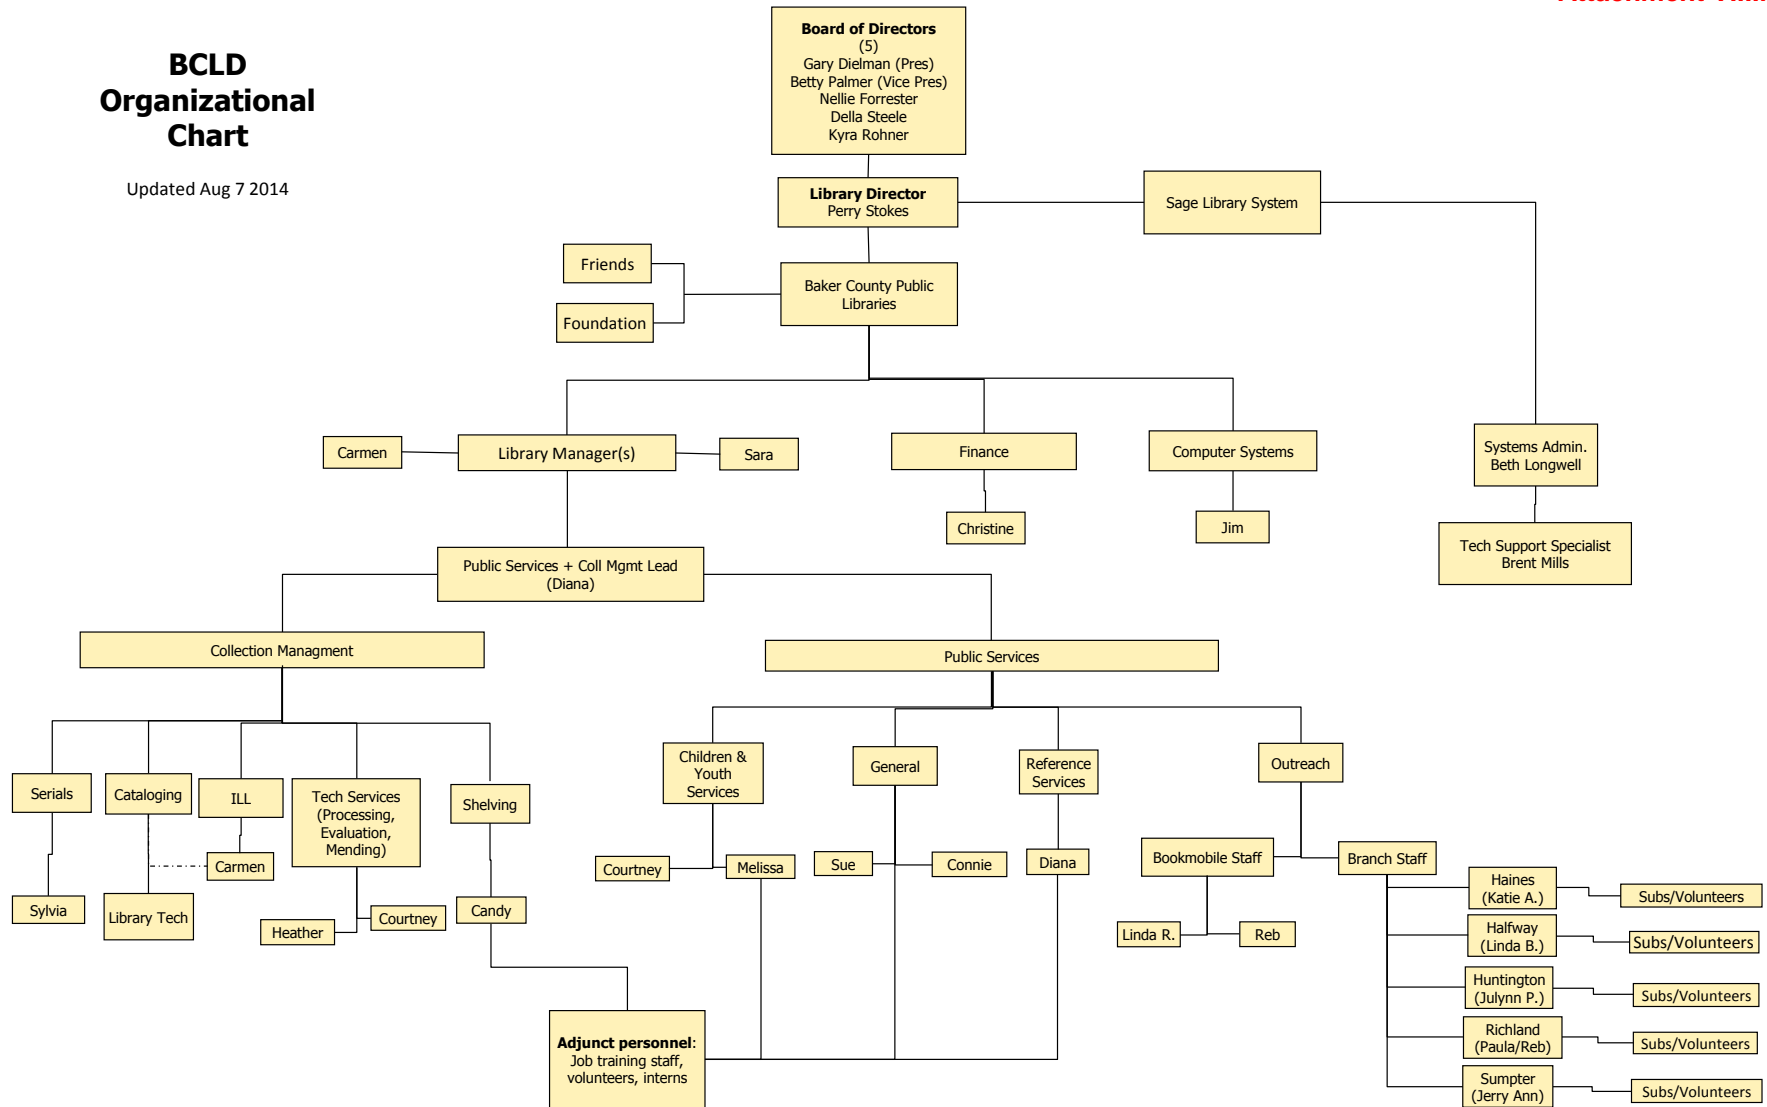 Board of Directors
(5)
Gary Dielman (Pres)
Betty Palmer (Vice Pres)
Nellie Forrester
Della Steele
Kyra Rohner
BCLD
Organizational
Chart
Updated Aug 7 2014
Library Director
Perry Stokes
Sage Library System
Friends
Foundation
Baker County Public
Libraries
Carmen
Library Manager(s)
Sara
Finance
Computer Systems
Systems Admin.
Beth Longwell
Christine
Jim
Tech Support Specialist
Brent Mills
Public Services + Coll Mgmt Lead
(Diana)
Collection Managment
Public Services
Serials
Cataloging
ILL
Tech Services
(Processing,
Evaluation,
Mending)
Shelving
Children &
Youth
Services
General
Reference
Services
Outreach
Carmen
Sylvia
Library Tech
Heather
Courtney
Candy
Courtney
Melissa
Sue
Connie
Diana
Bookmobile Staff
Branch Staff
Linda R.
Reb
Haines
(Katie A.)
Subs/Volunteers
Halfway
(Linda B.)
Subs/Volunteers
Huntington
(Julynn P.)
Subs/Volunteers
Richland
(Paula/Reb)
Subs/Volunteers
Sumpter
(Jerry Ann)
Subs/Volunteers
Adjunct personnel:
Job training staff,
volunteers, interns